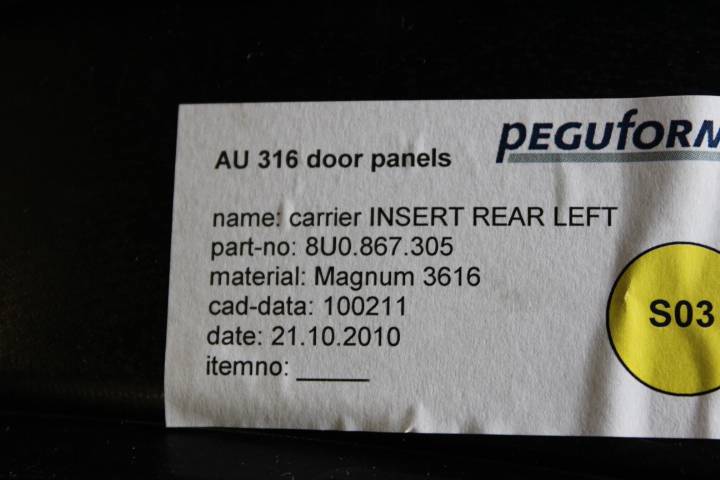 PEGUFORM
AU 316 door panels
name: carrier INSERT REAR LEFT
part-no: 8U0.867.305
material: Magnum 3616
cad-data: 100211
date: 21.10.2010
itemno: _____
S03